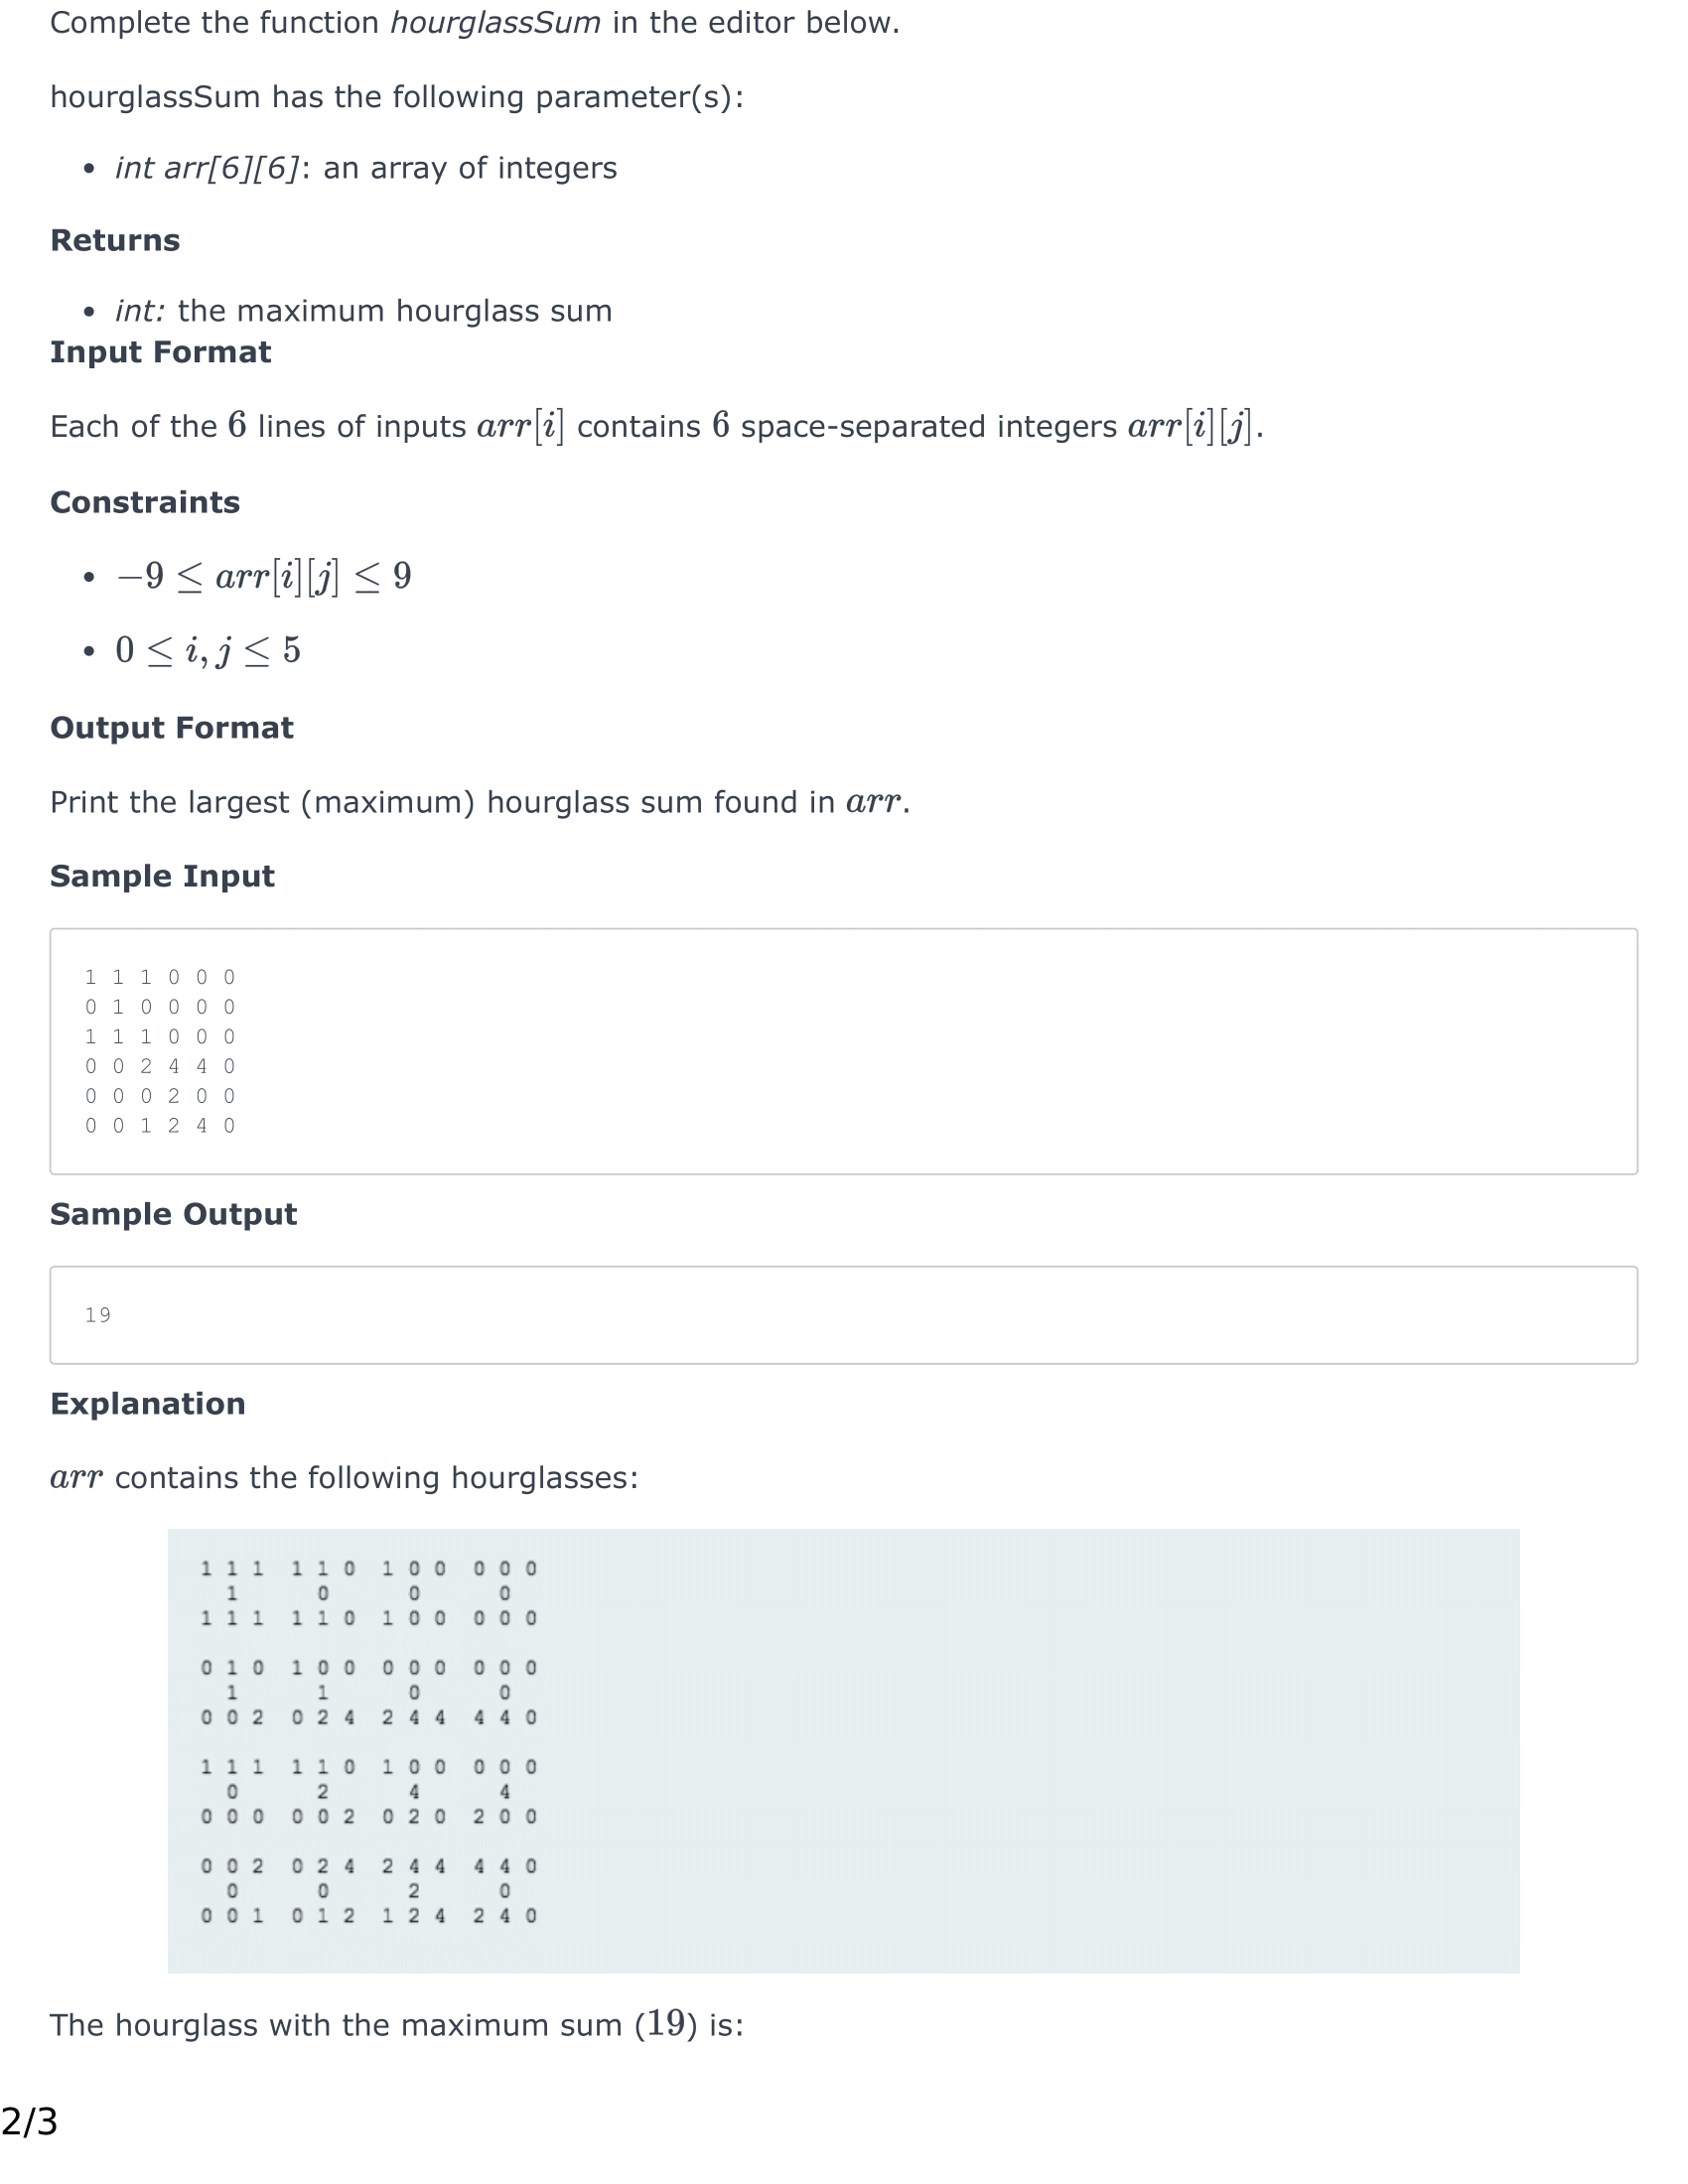 Complete the function hourglassSum in the editor below.
hourglassSum has the following parameter(s):
• int arr[6][6]: an array of integers
Returns
• int: the maximum hourglass sum
Input Format
Each of the 6 lines of inputs arr[i] contains 6 space-separated integers arr[i][j].
Constraints
• −9 ≤ arr[i][j] ≤ 9
• 0 ≤ i, j ≤ 5
Output Format
Print the largest (maximum) hourglass sum found in arr.
Sample Input
1 1 1 0 0 0
0 1 0 0 0 0
1 1 1 0 0 0
0 0 2 4 4 0
0 0 0 2 0 0
0 0 1 2 4 0
Sample Output
19
Explanation
arr contains the following hourglasses:
1 1 1  1 1 0  1 0 0  0 0 0
1      0      0      0
1 1 1  1 1 0  1 0 0  0 0 0
0 1 0  1 0 0  0 0 0  0 0 0
1      1      0      0
0 0 2  0 2 4  2 4 4  4 4 0
1 1 1  1 1 0  1 0 0  0 0 0
0      2      4      4
0 0 0  0 0 2  0 2 0  2 0 0
0 0 2  0 2 4  2 4 4  4 4 0
0      0      2      0
0 0 1  0 1 2  1 2 4  2 4 0
The hourglass with the maximum sum (19) is:
2/3